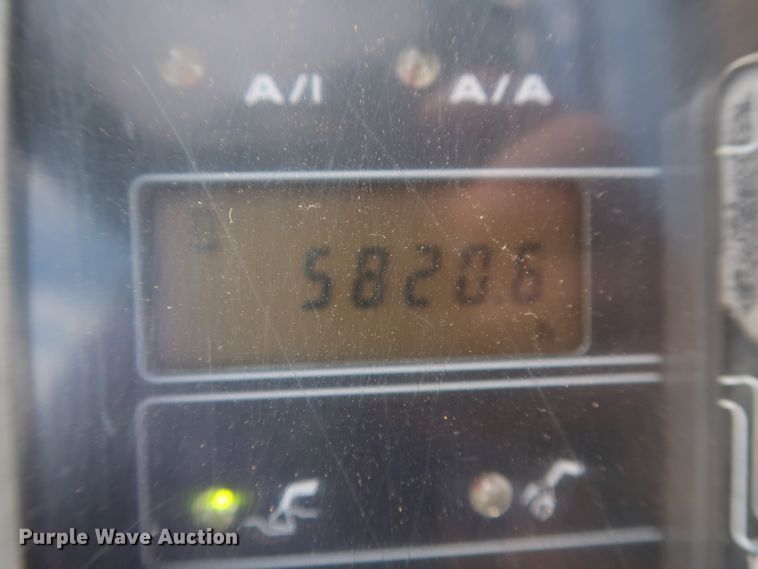 A/I A/A
5820.6
h
Purple Wave Auction